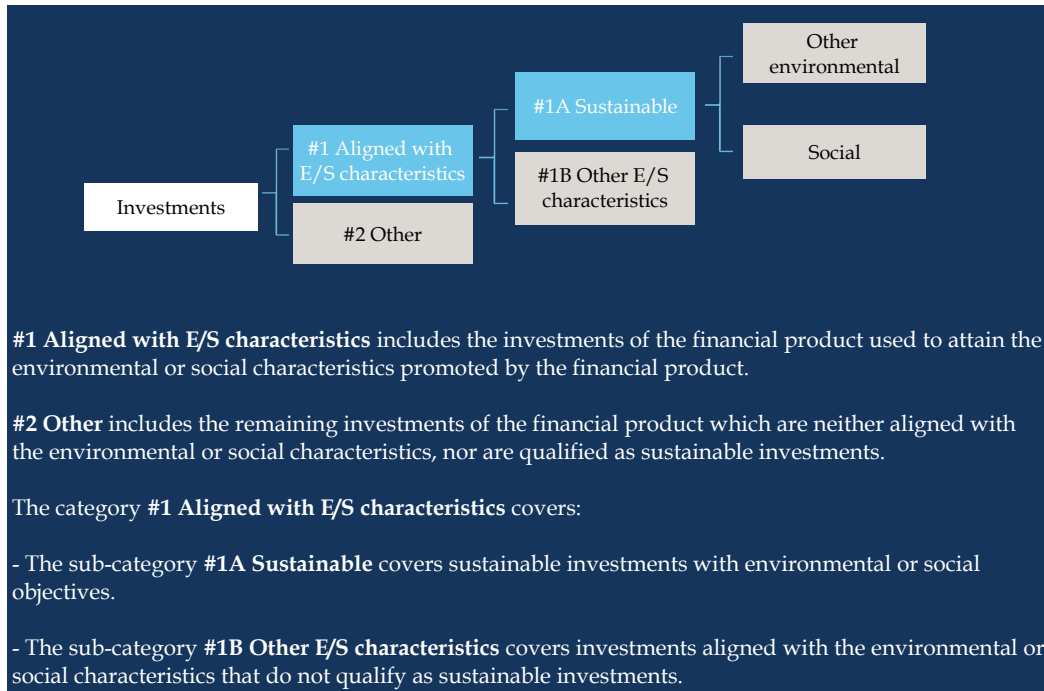 Other
environmental
#1A Sustainable
#1 Aligned with
E/S characteristics
Social
#1B Other E/S
characteristics
Investments
#2 Other
#1 Aligned with E/S characteristics includes the investments of the financial product used to attain the
environmental or social characteristics promoted by the financial product.
#2 Other includes the remaining investments of the financial product which are neither aligned with
the environmental or social characteristics, nor are qualified as sustainable investments.
The category #1 Aligned with E/S characteristics covers:
- The sub-category #1A Sustainable covers sustainable investments with environmental or social
objectives.
- The sub-category #1B Other E/S characteristics covers investments aligned with the environmental or
social characteristics that do not qualify as sustainable investments.